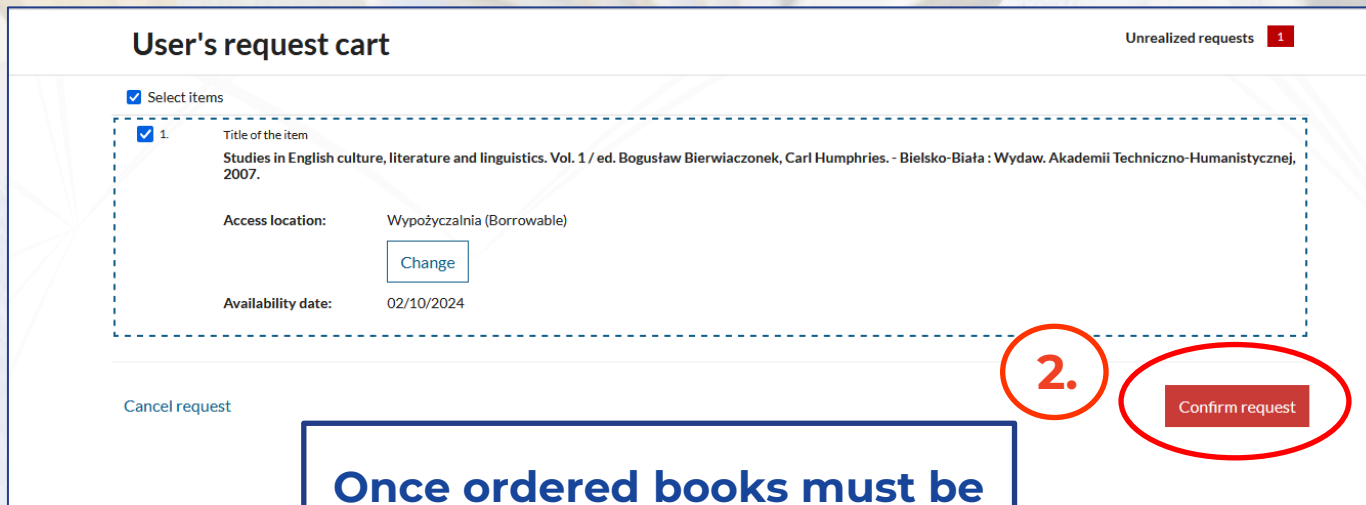 User's request cart
Unrealized requests 1
Select items
1. Title of the item
Studies in English culture, literature and linguistics. Vol. 1 / ed. Bogusław Bierwiaczonek, Carl Humphries. - Bielsko-Biała : Wydaw. Akademii Techniczno-Humanistycznej,
2007.
Access location: Wypożyczalnia (Borrowable)
Change
Availability date: 02/10/2024
2.
Cancel request
Confirm request
Once ordered books must be